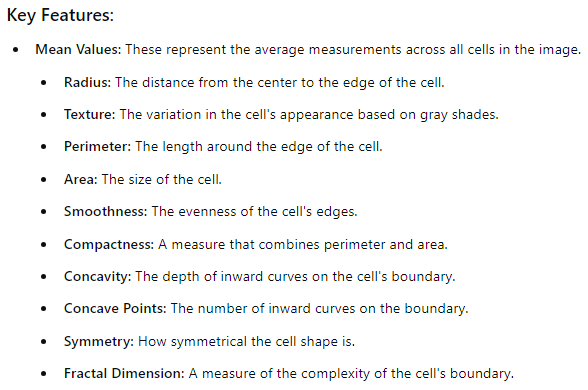 Key Features:
• Mean Values: These represent the average measurements across all cells in the image.
• Radius: The distance from the center to the edge of the cell.
• Texture: The variation in the cell's appearance based on gray shades.
• Perimeter: The length around the edge of the cell.
• Area: The size of the cell.
• Smoothness: The evenness of the cell's edges.
• Compactness: A measure that combines perimeter and area.
• Concavity: The depth of inward curves on the cell's boundary.
• Concave Points: The number of inward curves on the boundary.
• Symmetry: How symmetrical the cell shape is.
• Fractal Dimension: A measure of the complexity of the cell's boundary.